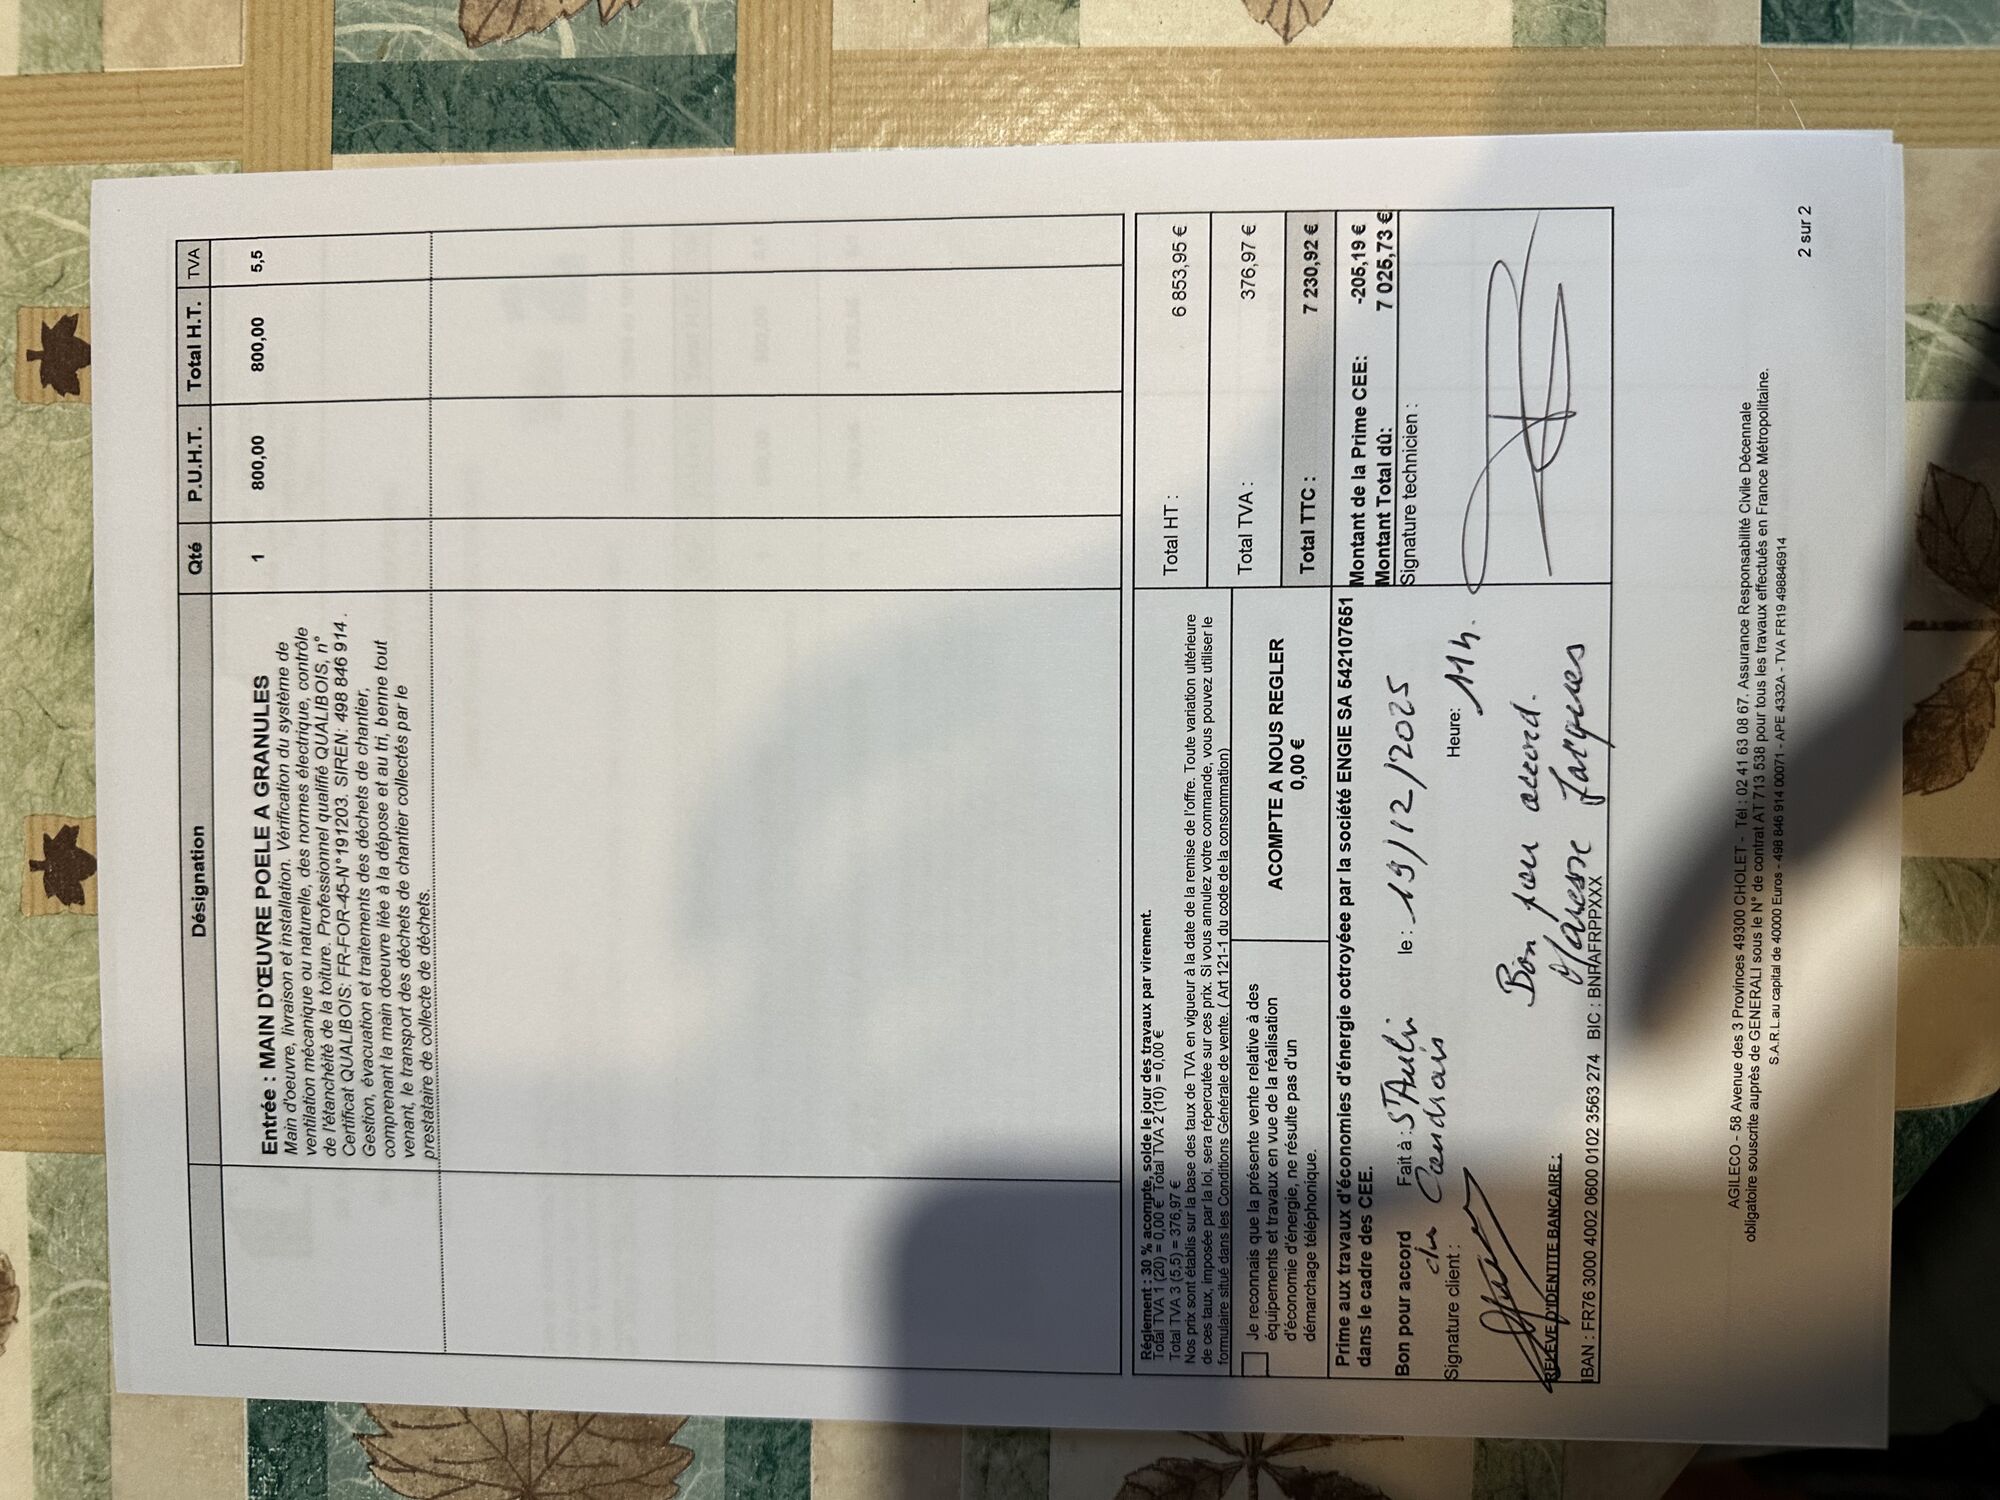 Désignation Qté P.U.H.T. Total H.T. TVA
Entrée : MAIN D'ŒUVRE POELE A GRANULES 1 800,00 800,00 5,5
Main d'oeuvre, livraison et installation. Vérification du système de
ventilation mécanique ou naturelle, des normes électrique, contrôle
de l'étanchéité de la toiture. Professionnel qualifié QUALIBOIS, n°
Certificat QUALIBOIS: FR-FOR-45-N°191203. SIREN: 498 846 914.
Gestion, évacuation et traitements des déchets de chantier,
comprenant la main doeuvre liée à la dépose et au tri, benne tout
venant, le transport des déchets de chantier collectés par le
prestataire de collecte de déchets.
Réglement : 30 % acompte, solde le jour des travaux par virement.
Total TVA 1 (20) = 0,00 € Total TVA 2 (10) = 0,00 €
Total TVA 3 (5,5) = 376,97 €
Nos prix sont établis sur la base des taux de TVA en vigueur à la date de la remise de l'offre. Toute variation ultérieure
de ces taux, imposée par la loi, sera répercutée sur ces prix. Si vous annulez votre commande, vous pouvez utiliser le
formulaire situé dans les Conditions Générale de vente. ( Art 121-1 du code de la consommation)
Total HT : 6 853,95 €
Total TVA : 376,97 €
Total TTC : 7 230,92 €
Je reconnais que la présente vente relative à des
équipements et travaux en vue de la réalisation
d'économie d'énergie, ne résulte pas d'un
démarchage téléphonique.
ACOMPTE A NOUS REGLER
0,00 €
Prime aux travaux d'économies d'énergie octroyéee par la société ENGIE SA 542107651
dans le cadre des CEE.
Montant de la Prime CEE: -205,19 €
Montant Total dû: 7 025,73 €
Bon pour accord Fait à : St Aubin le : 19/12/2025
du
Signature client : Heure: 11h.
Signature technicien :
Bon pour accord.
Jacques
RELEVE D'IDENTITE BANCAIRE :
IBAN : FR76 3000 4002 0600 0102 3563 274 BIC : BNPAFRPPXXX
AGILECO - 58 Avenue des 3 Provinces 49300 CHOLET - Tél : 02 41 63 08 67. Assurance Responsabilité Civile Décennale
obligatoire souscrite auprès de GENERALI sous le N° de contrat AT 713 538 pour tous les travaux effectués en France Métropolitaine.
S.A.R.L au capital de 40000 Euros - 498 846 914 00071 - APE 4332A - TVA FR19 498846914
2 sur 2